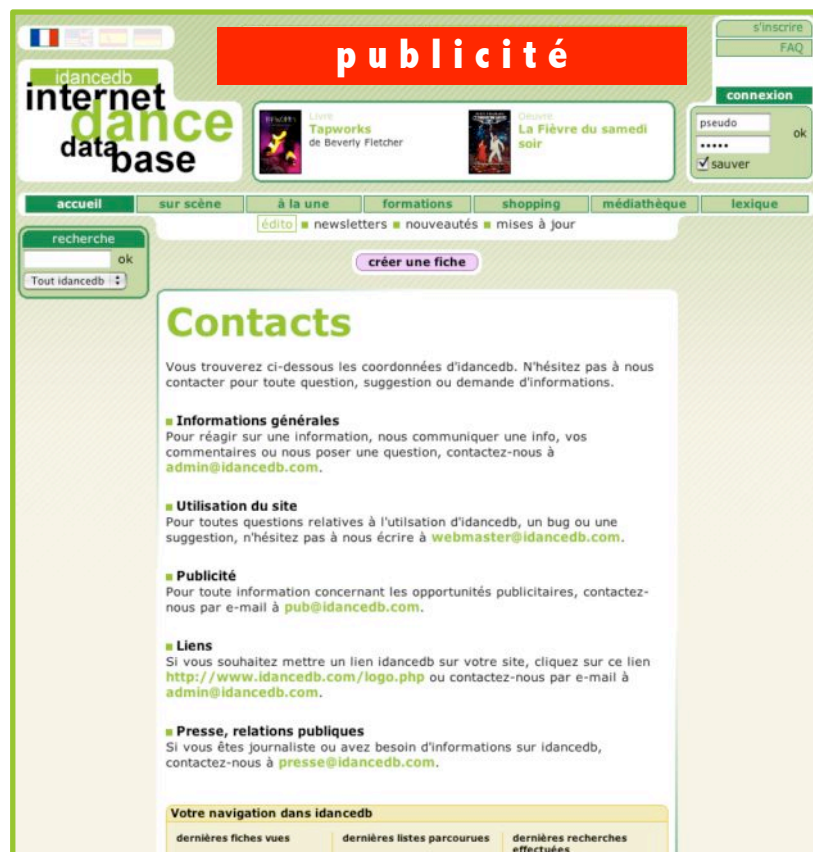 publicité
s'inscrire
FAQ
idancedb
internet
dance
database
Livre
Tapworks
de Beverly Fletcher
Oeuvre
La Fièvre du samedi
soir
connexion
pseudo
•••••
ok
sauver
accueil
sur scène
à la une
formations
shopping
médiathèque
lexique
édito ■ newsletters ■ nouveautés ■ mises à jour
recherche
ok
Tout idancedb
créer une fiche
Contacts
Vous trouverez ci-dessous les coordonnées d'idancedb. N'hésitez pas à nous
contacter pour toute question, suggestion ou demande d'informations.
■ Informations générales
Pour réagir sur une information, nous communiquer une info, vos
commentaires ou nous poser une question, contactez-nous à
admin@idancedb.com.
■ Utilisation du site
Pour toutes questions relatives à l'utilsation d'idancedb, un bug ou une
suggestion, n'hésitez pas à nous écrire à webmaster@idancedb.com.
■ Publicité
Pour toute information concernant les opportunités publicitaires, contactez-
nous par e-mail à pub@idancedb.com.
■ Liens
Si vous souhaitez mettre un lien idancedb sur votre site, cliquez sur ce lien
http://www.idancedb.com/logo.php ou contactez-nous par e-mail à
admin@idancedb.com.
■ Presse, relations publiques
Si vous êtes journaliste ou avez besoin d'informations sur idancedb,
contactez-nous à presse@idancedb.com.
Votre navigation dans idancedb
dernières fiches vues
dernières listes parcourues
dernières recherches
effectuées